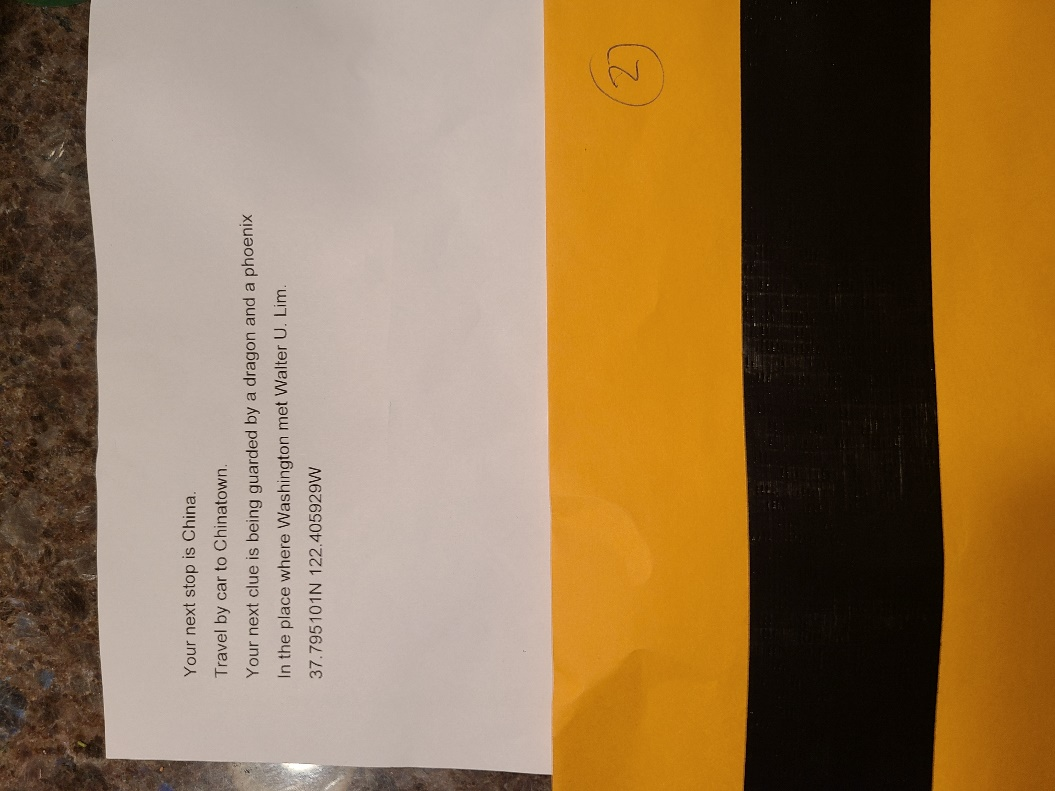 Your next stop is China.
Travel by car to Chinatown.
Your next clue is being guarded by a dragon and a phoenix
In the place where Washington met Walter U. Lim.
37.795101N 122.405929W
2